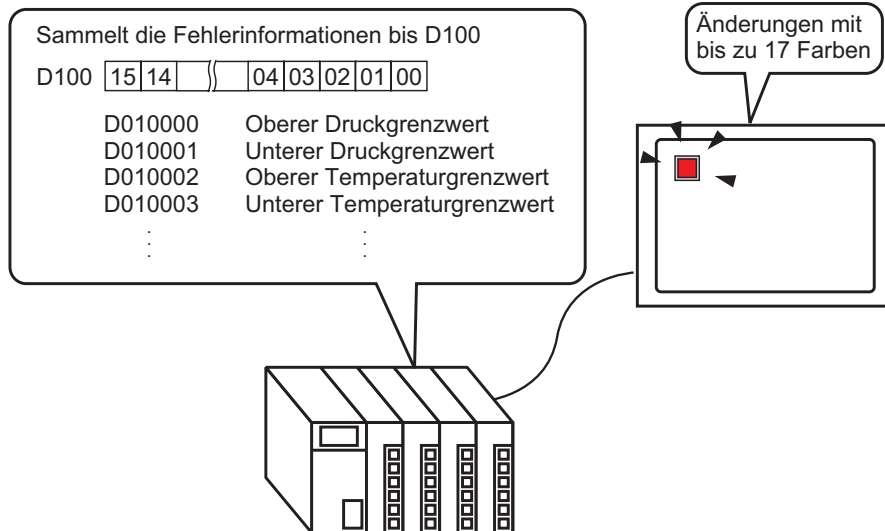 Sammelt die Fehlerinformationen bis D100
D100 15 14 04 03 02 01 00
D010000 Oberer Druckgrenzwert
D010001 Unterer Druckgrenzwert
D010002 Oberer Temperaturgrenzwert
D010003 Unterer Temperaturgrenzwert
Änderungen mit
bis zu 17 Farben